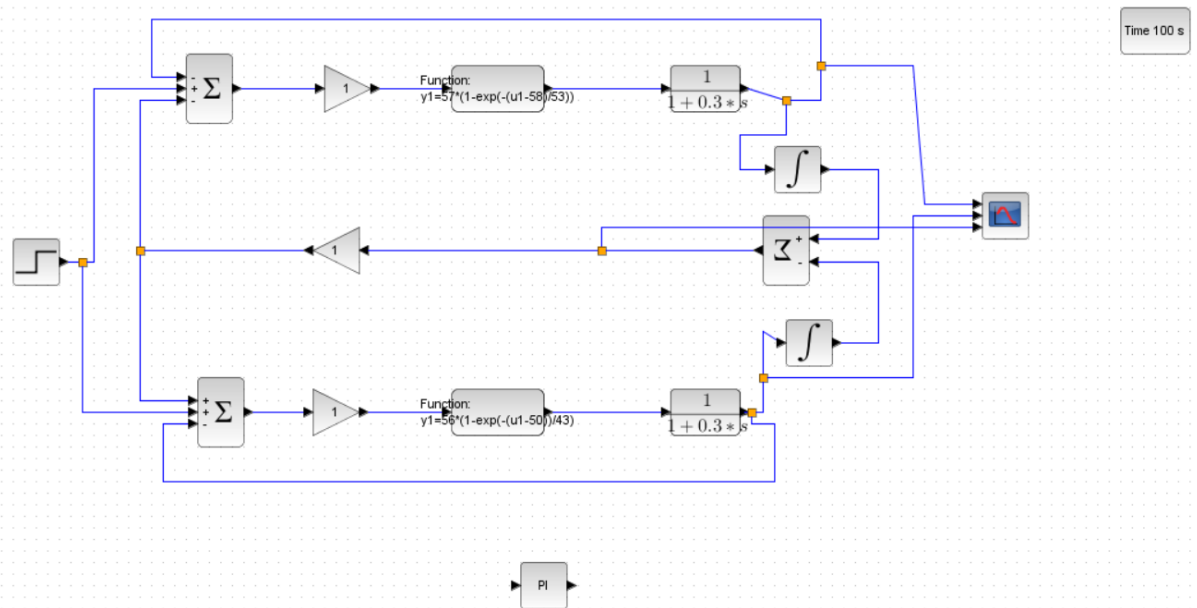 Time 100 s
-
+
-
Σ
1
Function:
y1=57*(1-exp(-(u1-58)/53))
1
1 + 0.3 * s
∫
1
Σ
+
-
∫
+
+
-
Σ
1
Function:
y1=56*(1-exp(-(u1-50))/43)
1
1 + 0.3 * s
PI